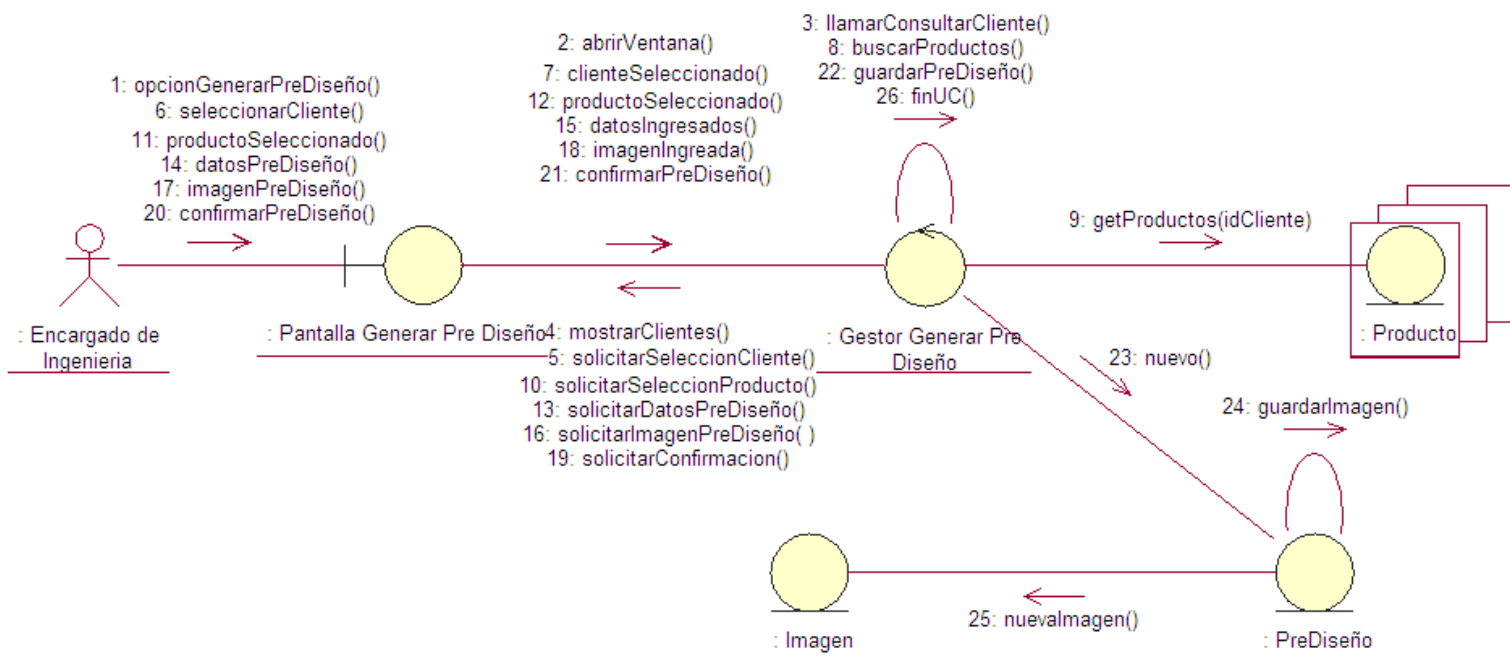 1: opcionGenerarPreDiseño()
6: seleccionarCliente()
11: productoSeleccionado()
14: datosPreDiseño()
17: imagenPreDiseño()
20: confirmarPreDiseño()
2: abrirVentana()
7: clienteSeleccionado()
12: productoSeleccionado()
15: datosIngresados()
18: imagenIngreada()
21: confirmarPreDiseño()
3: llamarConsultarCliente()
8: buscarProductos()
22: guardarPreDiseño()
26: finUC()
9: getProductos(idCliente)
: Encargado de
Ingenieria
: Pantalla Generar Pre Diseño
4: mostrarClientes()
5: solicitarSeleccionCliente()
10: solicitarSeleccionProducto()
13: solicitarDatosPreDiseño()
16: solicitarImagenPreDiseño( )
19: solicitarConfirmacion()
: Gestor Generar Pre
Diseño
: Producto
23: nuevo()
24: guardarImagen()
25: nuevaImagen()
: Imagen
: PreDiseño